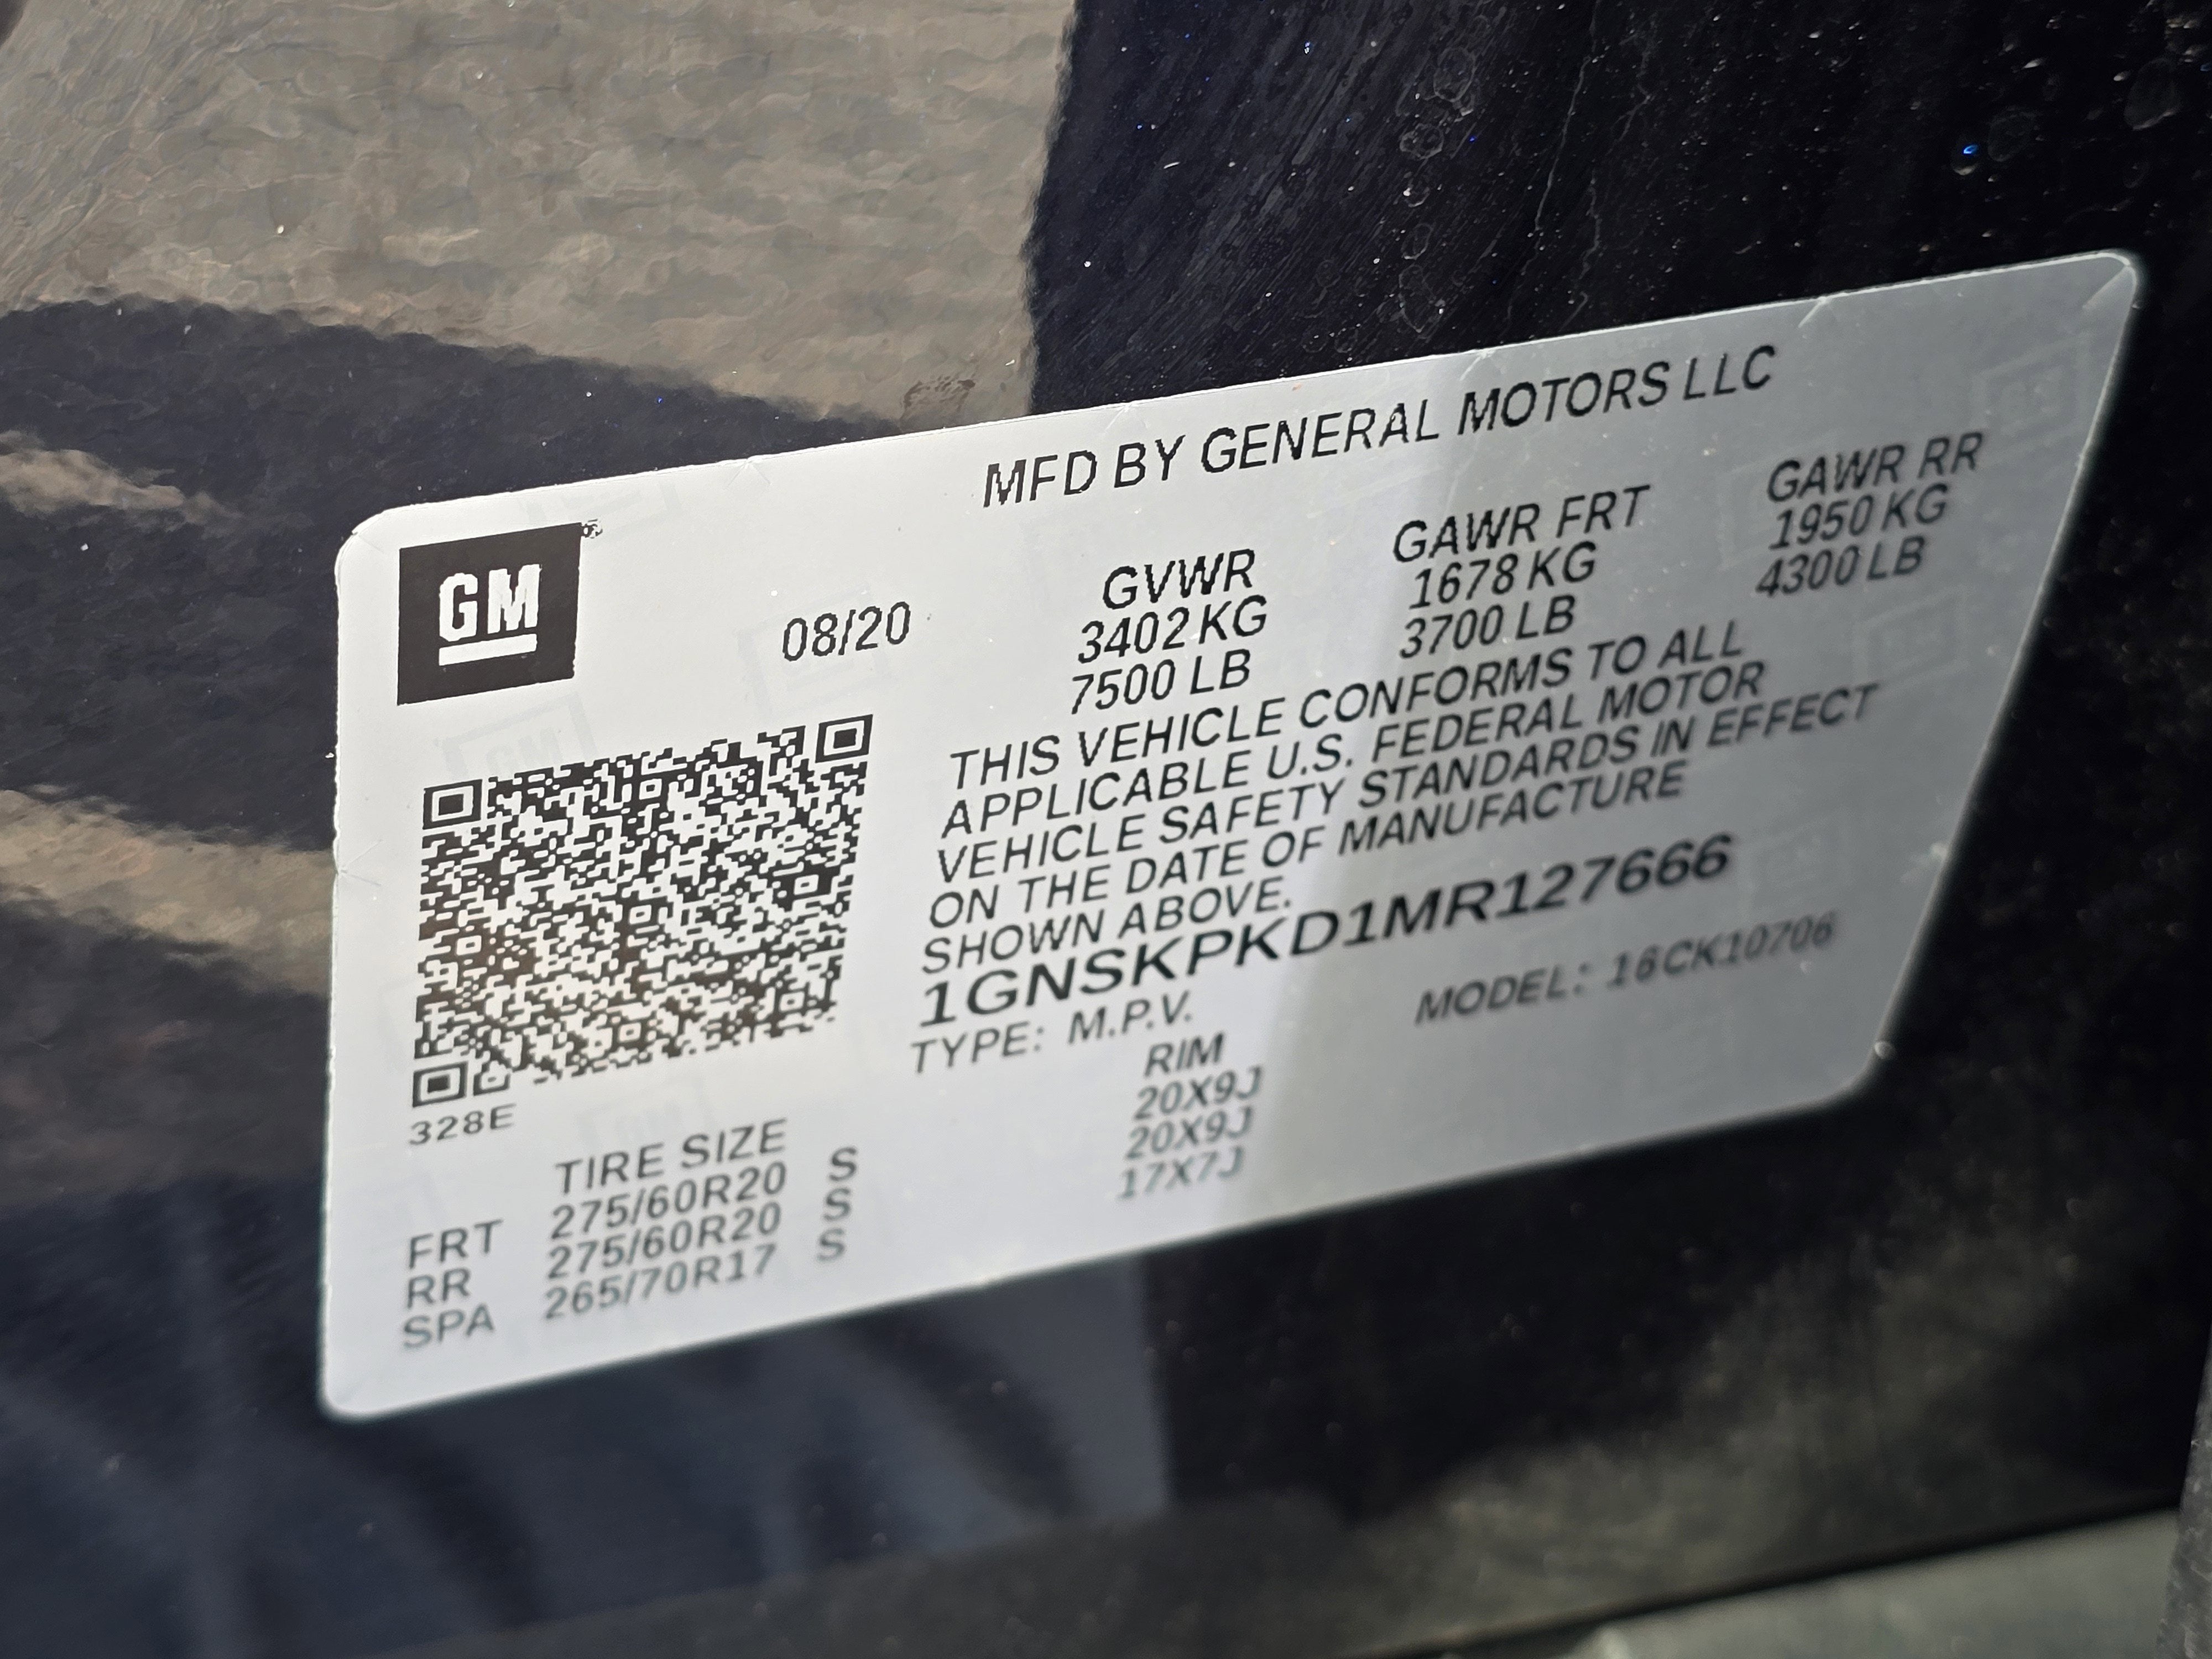 MFD BY GENERAL MOTORS LLC
GM
08/20
GVWR GAWR FRT GAWR RR
3402 KG 1678 KG 1950 KG
7500 LB 3700 LB 4300 LB
THIS VEHICLE CONFORMS TO ALL
APPLICABLE U.S. FEDERAL MOTOR
VEHICLE SAFETY STANDARDS IN EFFECT
ON THE DATE OF MANUFACTURE
SHOWN ABOVE.
1GNSKPKD1MR127666
TYPE: M.P.V. MODEL: 16CK10706
328E
TIRE SIZE RIM
FRT 275/60R20 S 20X9J
RR 275/60R20 S 20X9J
SPA 265/70R17 S 17X7J